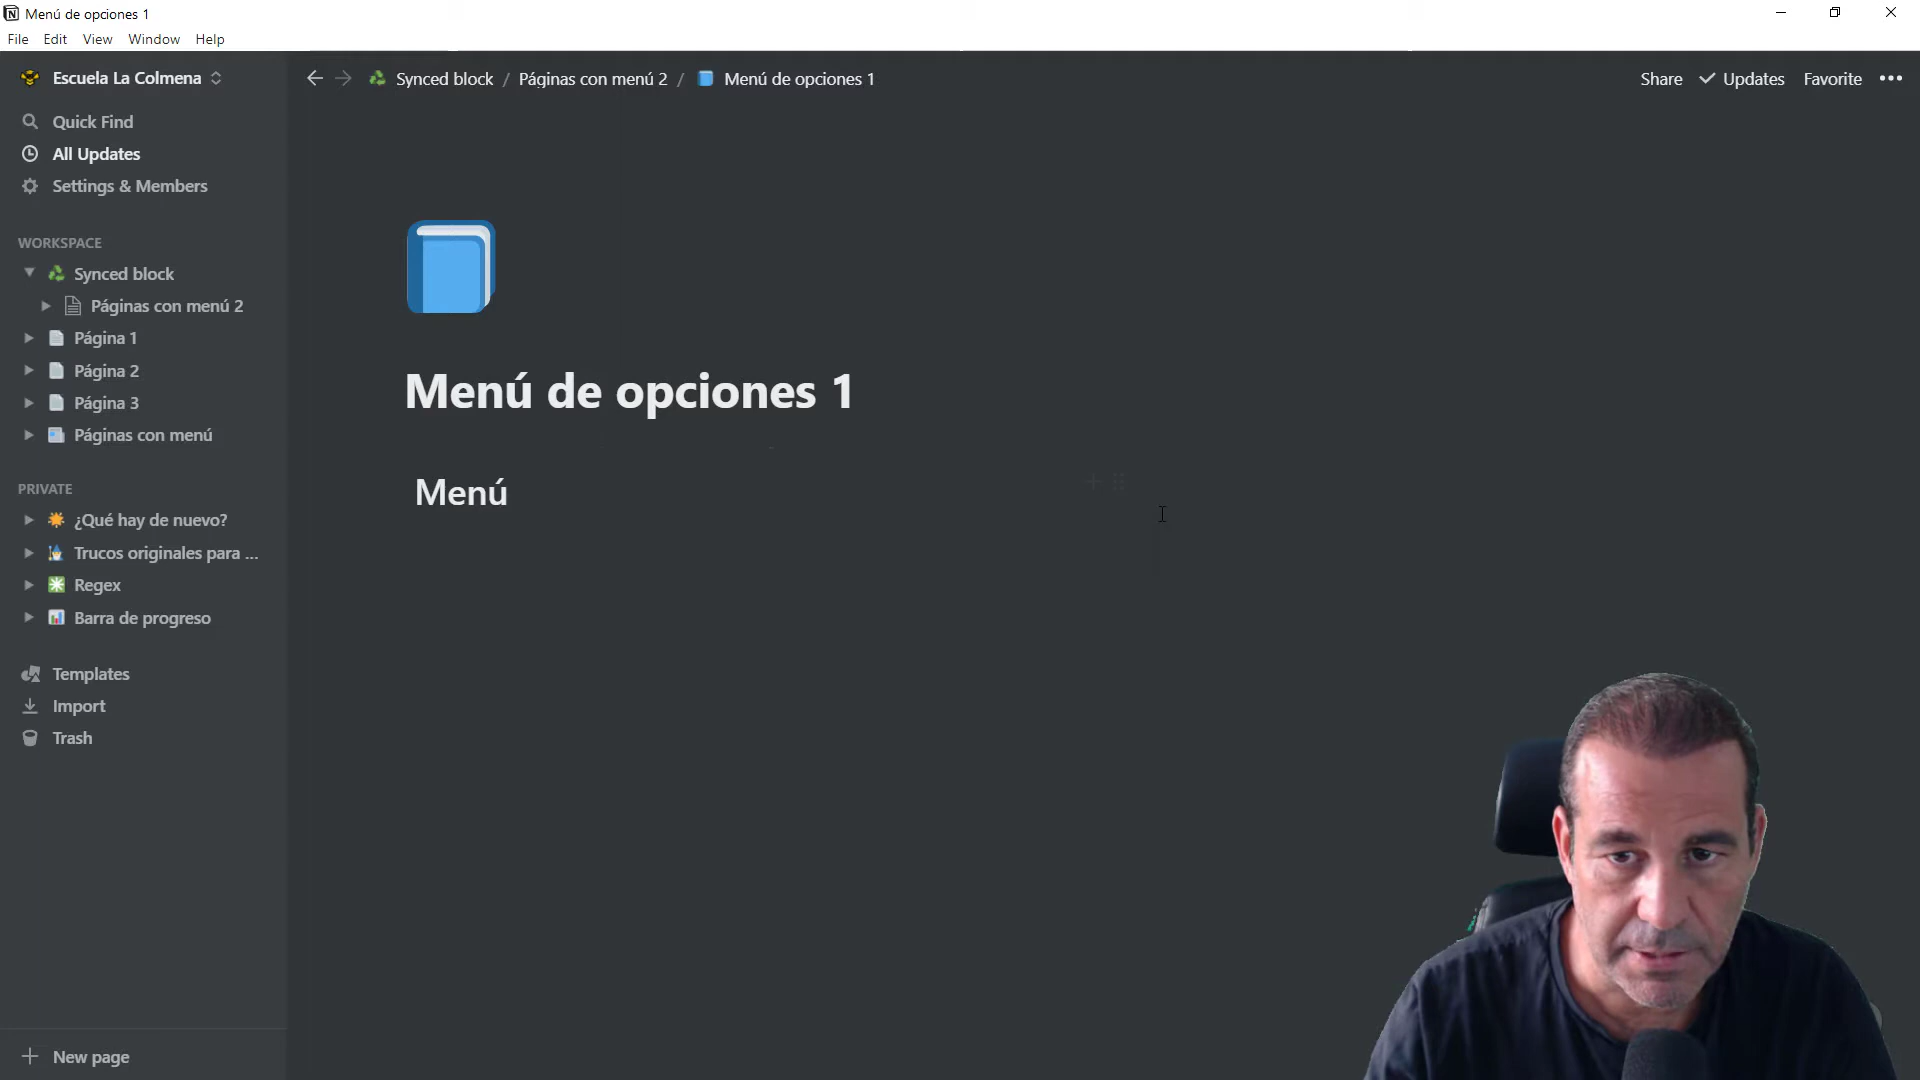 Menú de opciones 1
File Edit View Window Help
Escuela La Colmena
Synced block / Páginas con menú 2 / Menú de opciones 1
Share Updates Favorite
Quick Find
All Updates
Settings & Members
WORKSPACE
Synced block
Páginas con menú 2
Página 1
Página 2
Página 3
Páginas con menú
PRIVATE
¿Qué hay de nuevo?
Trucos originales para ...
Regex
Barra de progreso
Templates
Import
Trash
New page
Menú de opciones 1
Menú